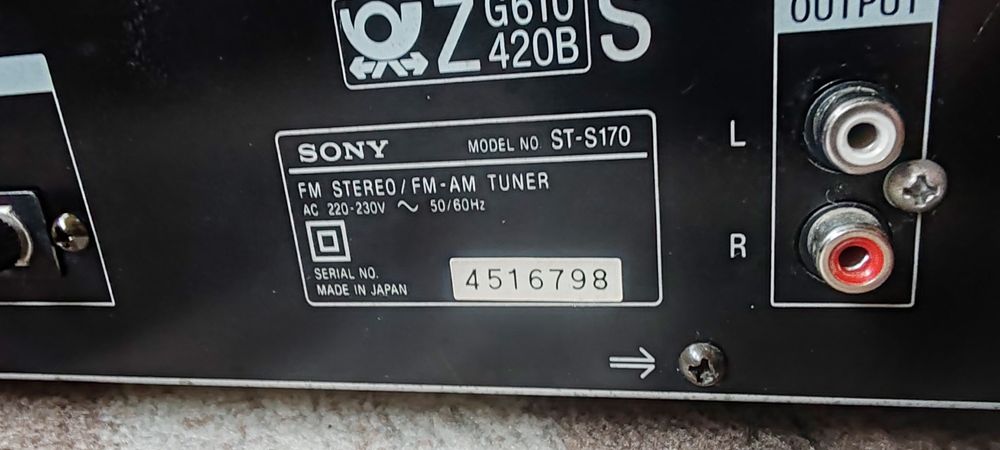 OUTPUT
Z G610 S
420B
SONY MODEL NO. ST-S170
FM STEREO/FM-AM TUNER
AC 220-230V ~ 50/60Hz
SERIAL NO.
MADE IN JAPAN
4516798
L
R